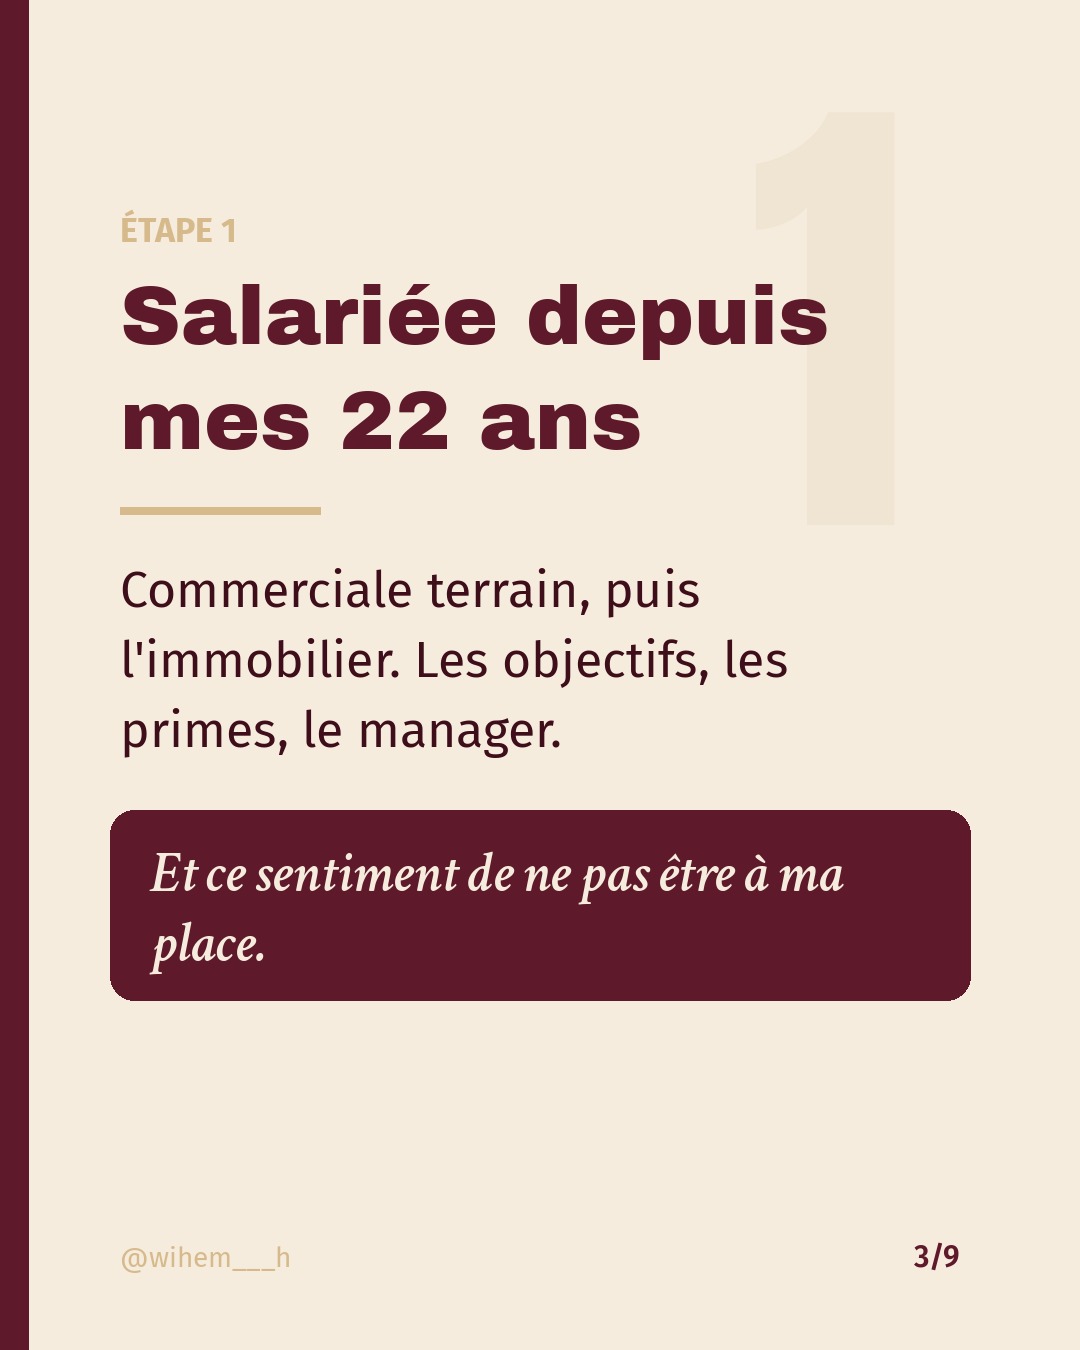 1
ÉTAPE 1
Salariée depuis
mes 22 ans
Commerciale terrain, puis
l'immobilier. Les objectifs, les
primes, le manager.
Et ce sentiment de ne pas être à ma
place.
@wihem___h
3/9